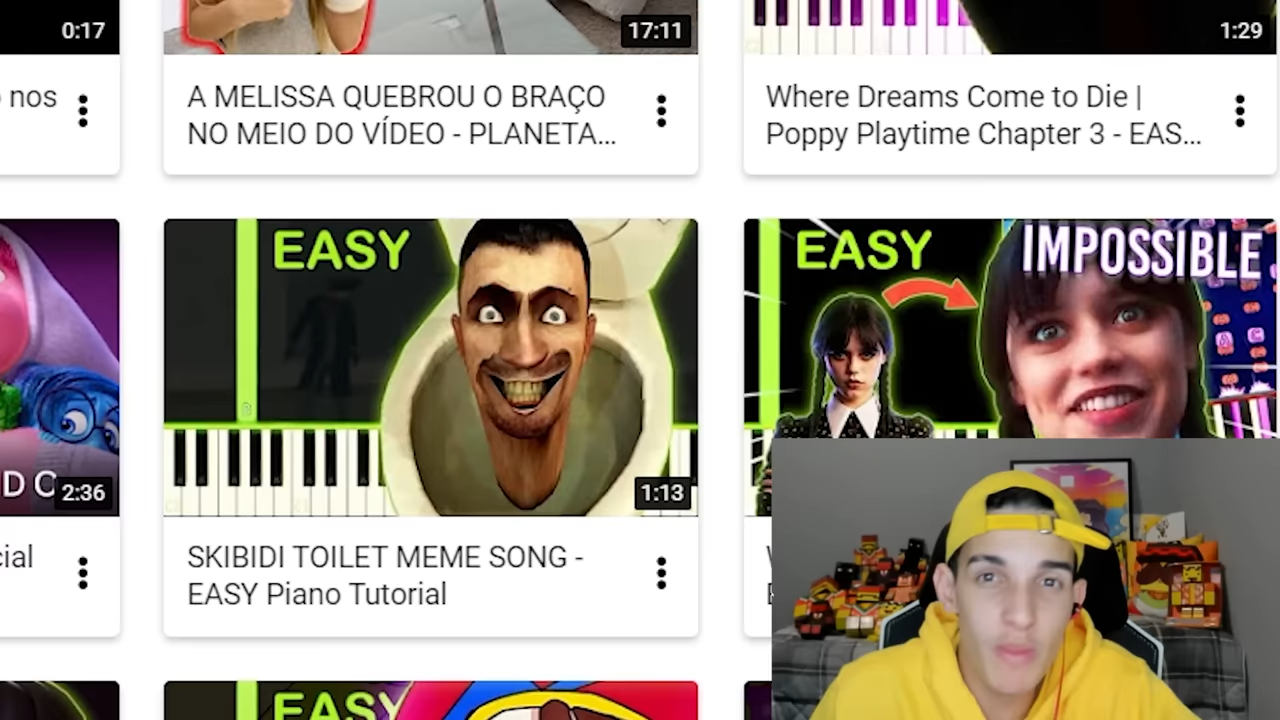 0:17
17:11
1:29
nos
A MELISSA QUEBROU O BRAÇO
NO MEIO DO VÍDEO - PLANETA...
Where Dreams Come to Die |
Poppy Playtime Chapter 3 - EAS...
EASY
EASY
IMPOSSIBLE
D C
2:36
1:13
cial
SKIBIDI TOILET MEME SONG -
EASY Piano Tutorial
EASY